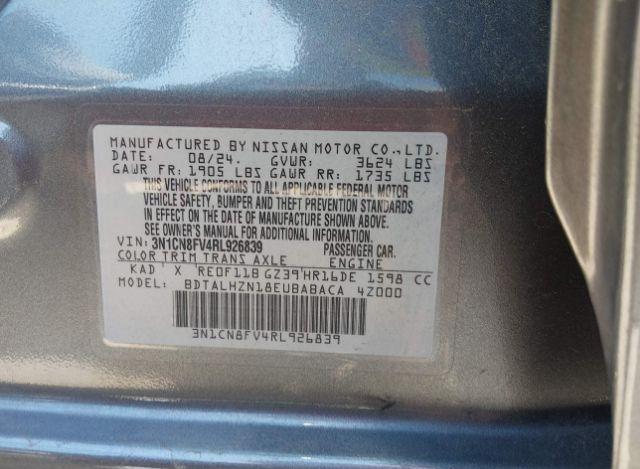 MANUFACTURED BY NISSAN MOTOR CO., LTD.
DATE: 08/24. GVWR: 3624 LBS
GAWR FR: 1905 LBS GAWR RR: 1735 LBS
THIS VEHICLE CONFORMS TO ALL APPLICABLE FEDERAL MOTOR
VEHICLE SAFETY, BUMPER AND THEFT PREVENTION STANDARDS
IN EFFECT ON THE DATE OF MANUFACTURE SHOWN ABOVE.
SEE OWNER'S MANUAL FOR ADDITIONAL INFORMATION.
VIN: 3N1CN8FV4RL926839 PASSENGER CAR.
COLOR TRIM TRANS AXLE ENGINE
KAD X RE0F11B GZ39 HR16DE 1598 CC
MODEL: BDTALHZN18EUBABACA 4Z000
3N1CN8FV4RL926839